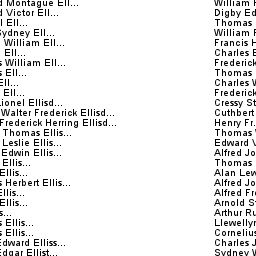 d Montague Ell... William F
d Victor Ell... Digby Ed
l Ell... Thomas
Sydney Ell... William F
William Ell... Francis H
Ell... Charles E
s William Ell... Frederick
s Ell... Thomas
Ell... Charles W
Ell... Frederick
Lionel Ellisd... Cressy St
Walter Frederick Ellisd... Cuthbert
Frederick Herring Ellisd... Henry Fr.
Thomas Ellis... Thomas W
Leslie Ellis... Edward V
Edwin Ellis... Alfred Jo
Ellis... Thomas
Ellis... Alan Lew
s Herbert Ellis... Alfred Jo
Ellis... Alfred Fr
Ellis... Arnold S
s... Arthur Ru
s Ellis... Llewellyn
Ellis... Cornelius
Edward Elliss... Charles J
Edgar Ellist... Sydney W